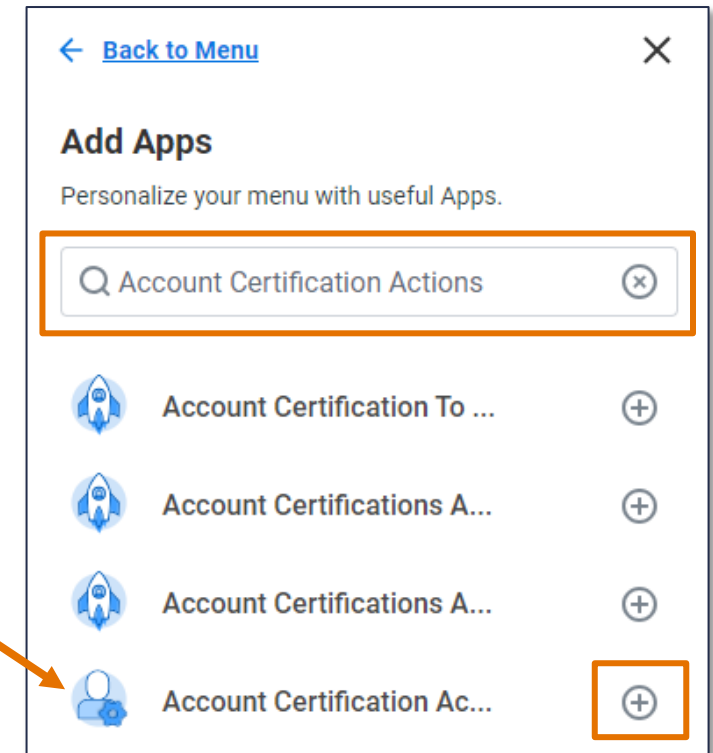 Back to Menu
Add Apps
Personalize your menu with useful Apps.
Account Certification Actions
Account Certification To ...
Account Certifications A...
Account Certifications A...
Account Certification Ac...